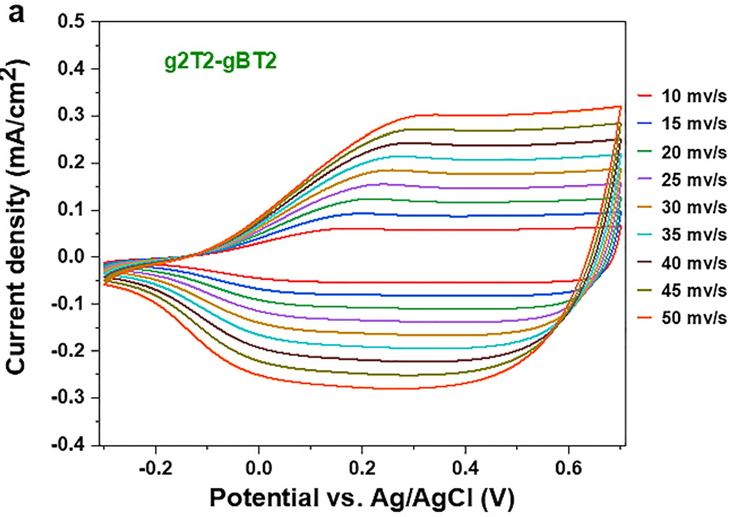 a
g2T2-gBT2
0.5
0.4
0.3
0.2
0.1
0.0
-0.1
-0.2
-0.3
-0.4
Current density (mA/cm2)
-0.2 0.0 0.2 0.4 0.6
Potential vs. Ag/AgCl (V)
10 mv/s
15 mv/s
20 mv/s
25 mv/s
30 mv/s
35 mv/s
40 mv/s
45 mv/s
50 mv/s